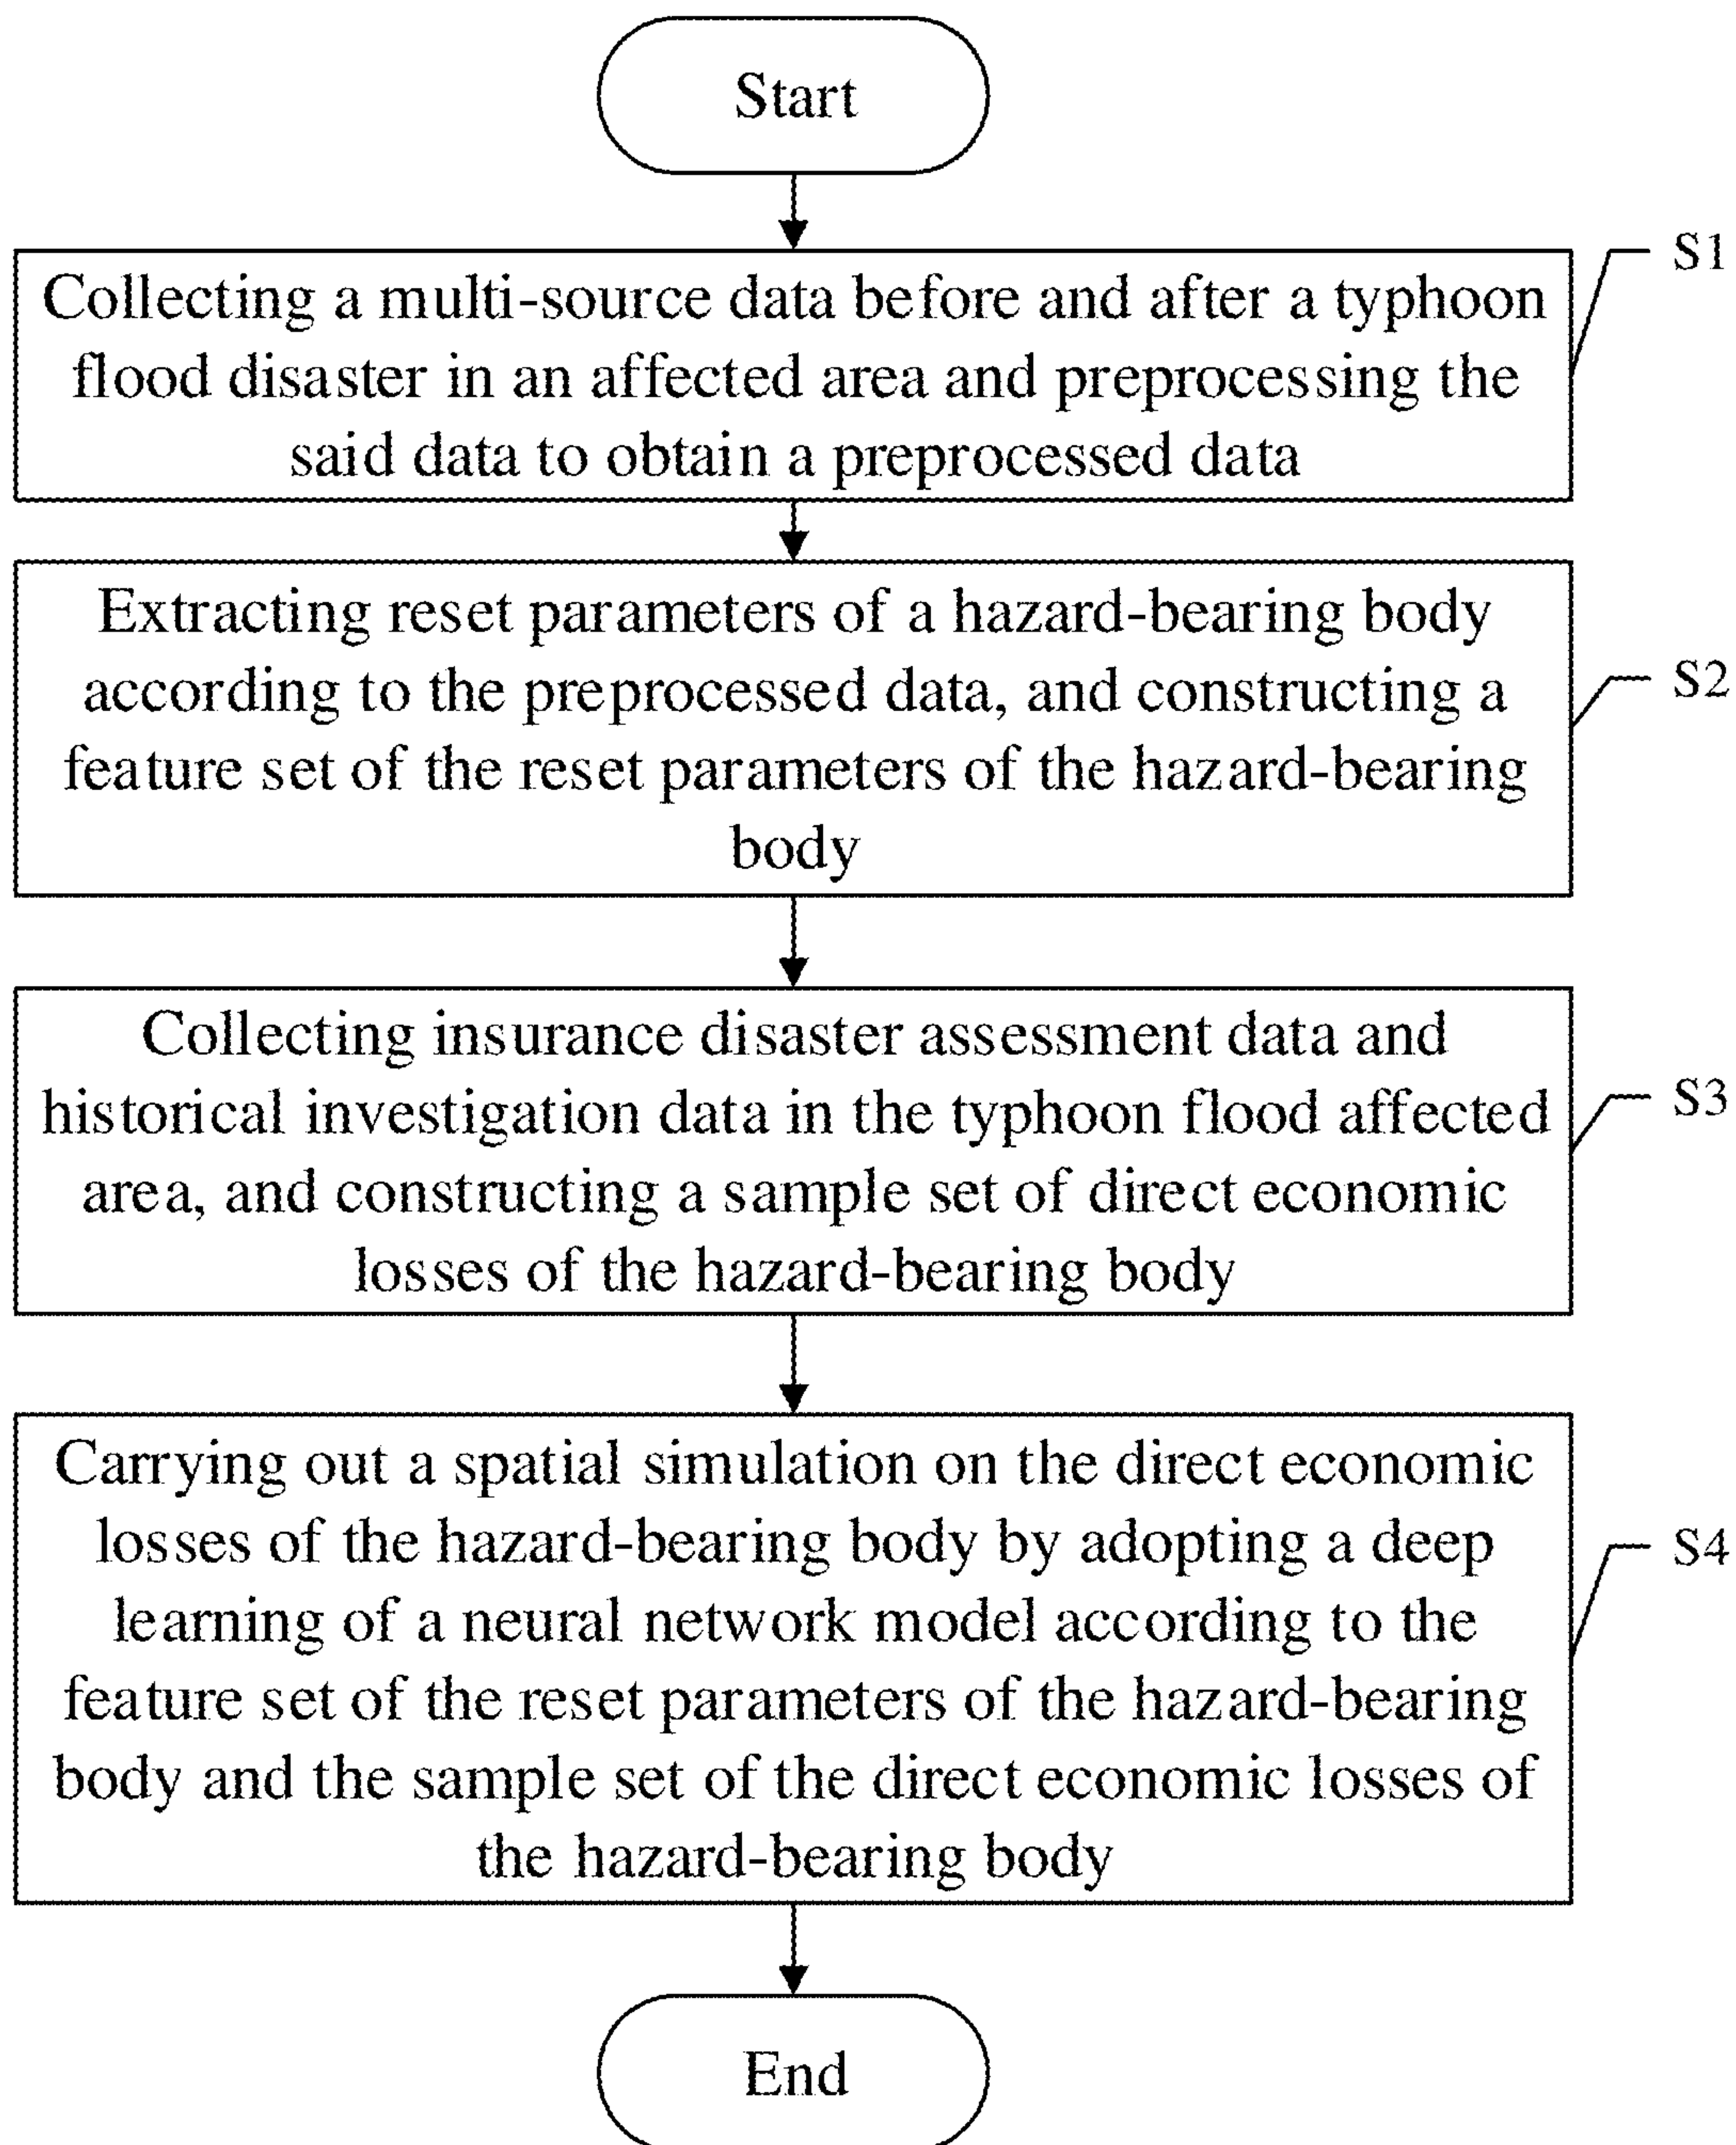 Start
S1
Collecting a multi-source data before and after a typhoon
flood disaster in an affected area and preprocessing the
said data to obtain a preprocessed data
Extracting reset parameters of a hazard-bearing body
according to the preprocessed data, and constructing a
feature set of the reset parameters of the hazard-bearing
body
S2
Collecting insurance disaster assessment data and
historical investigation data in the typhoon flood affected
area, and constructing a sample set of direct economic
losses of the hazard-bearing body
S3
Carrying out a spatial simulation on the direct economic
losses of the hazard-bearing body by adopting a deep
learning of a neural network model according to the
feature set of the reset parameters of the hazard-bearing
body and the sample set of the direct economic losses of
the hazard-bearing body
S4
End